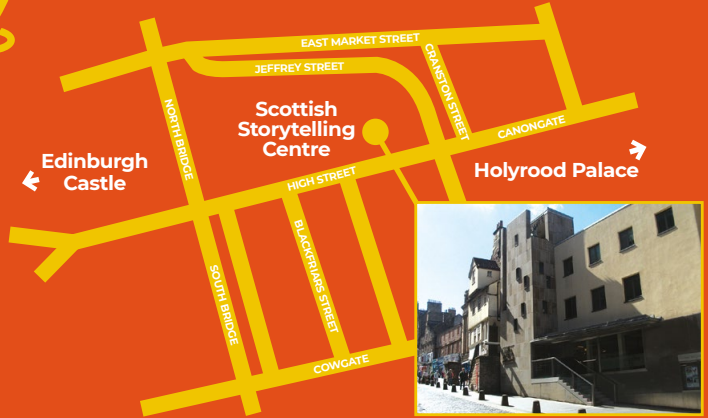 EAST MARKET STREET
JEFFREY STREET
CRANSTON STREET
NORTH BRIDGE
Scottish
Storytelling
Centre
CANONGATE
Edinburgh
Castle
Holyrood Palace
HIGH STREET
BLACKFRIARS STREET
SOUTH BRIDGE
COWGATE